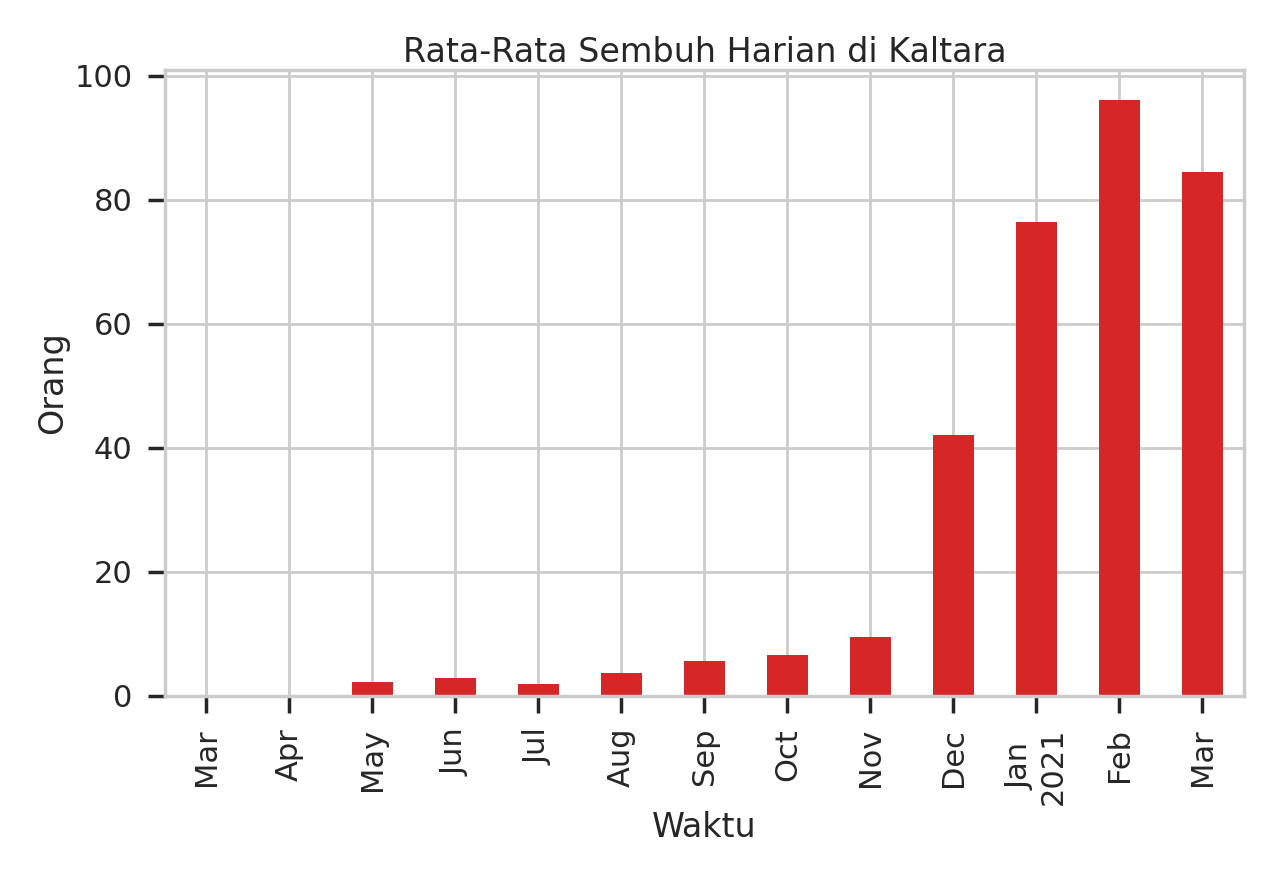 Rata-Rata Sembuh Harian di Kaltara
100
80
60
40
20
0
Orang
Mar
Apr
May
Jun
Jul
Aug
Sep
Oct
Nov
Dec
Jan
2021
Feb
Mar
Waktu